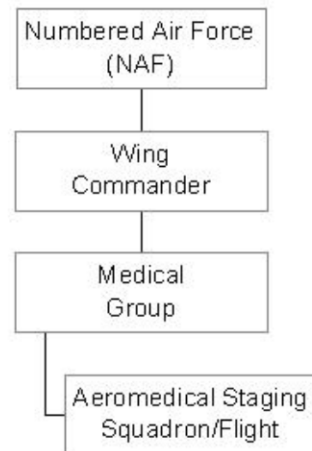 Numbered Air Force
(NAF)
Wing
Commander
Medical
Group
Aeromedical Staging
Squadron/Flight